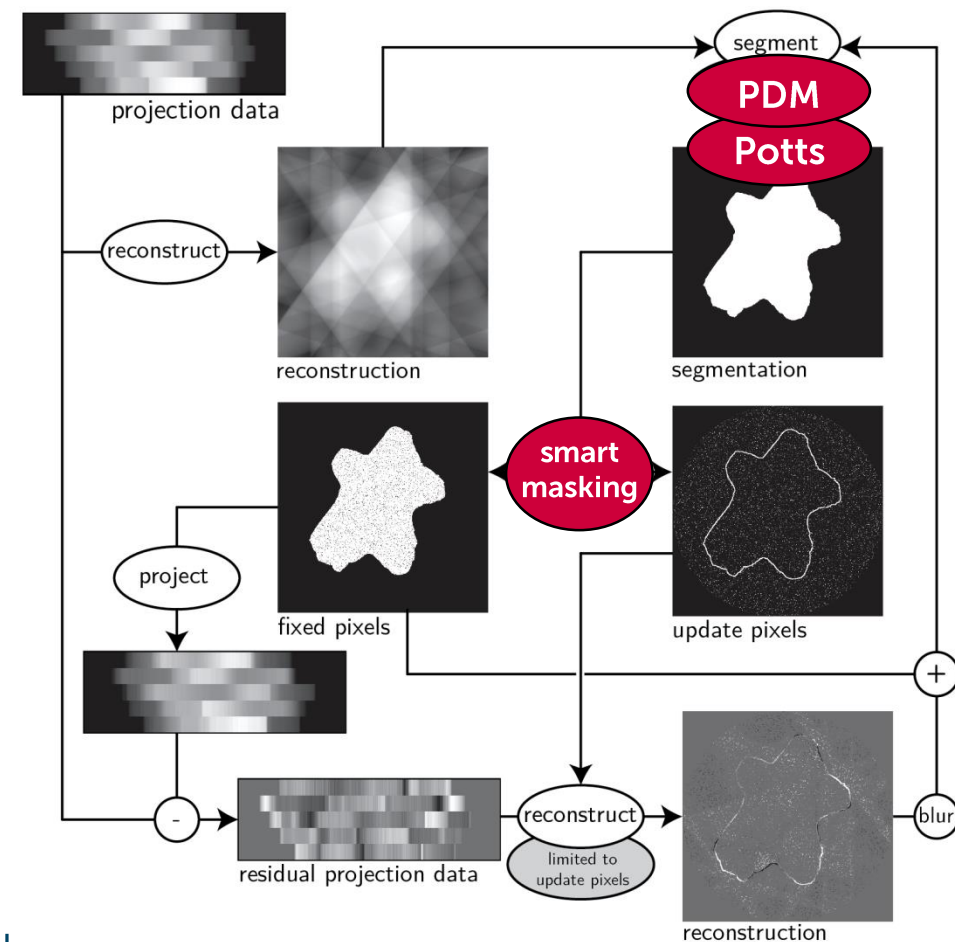 segment
PDM
Potts
projection data
reconstruct
reconstruction
segmentation
smart
masking
project
fixed pixels
update pixels
+
-
reconstruct
limited to
update pixels
blur
residual projection data
reconstruction